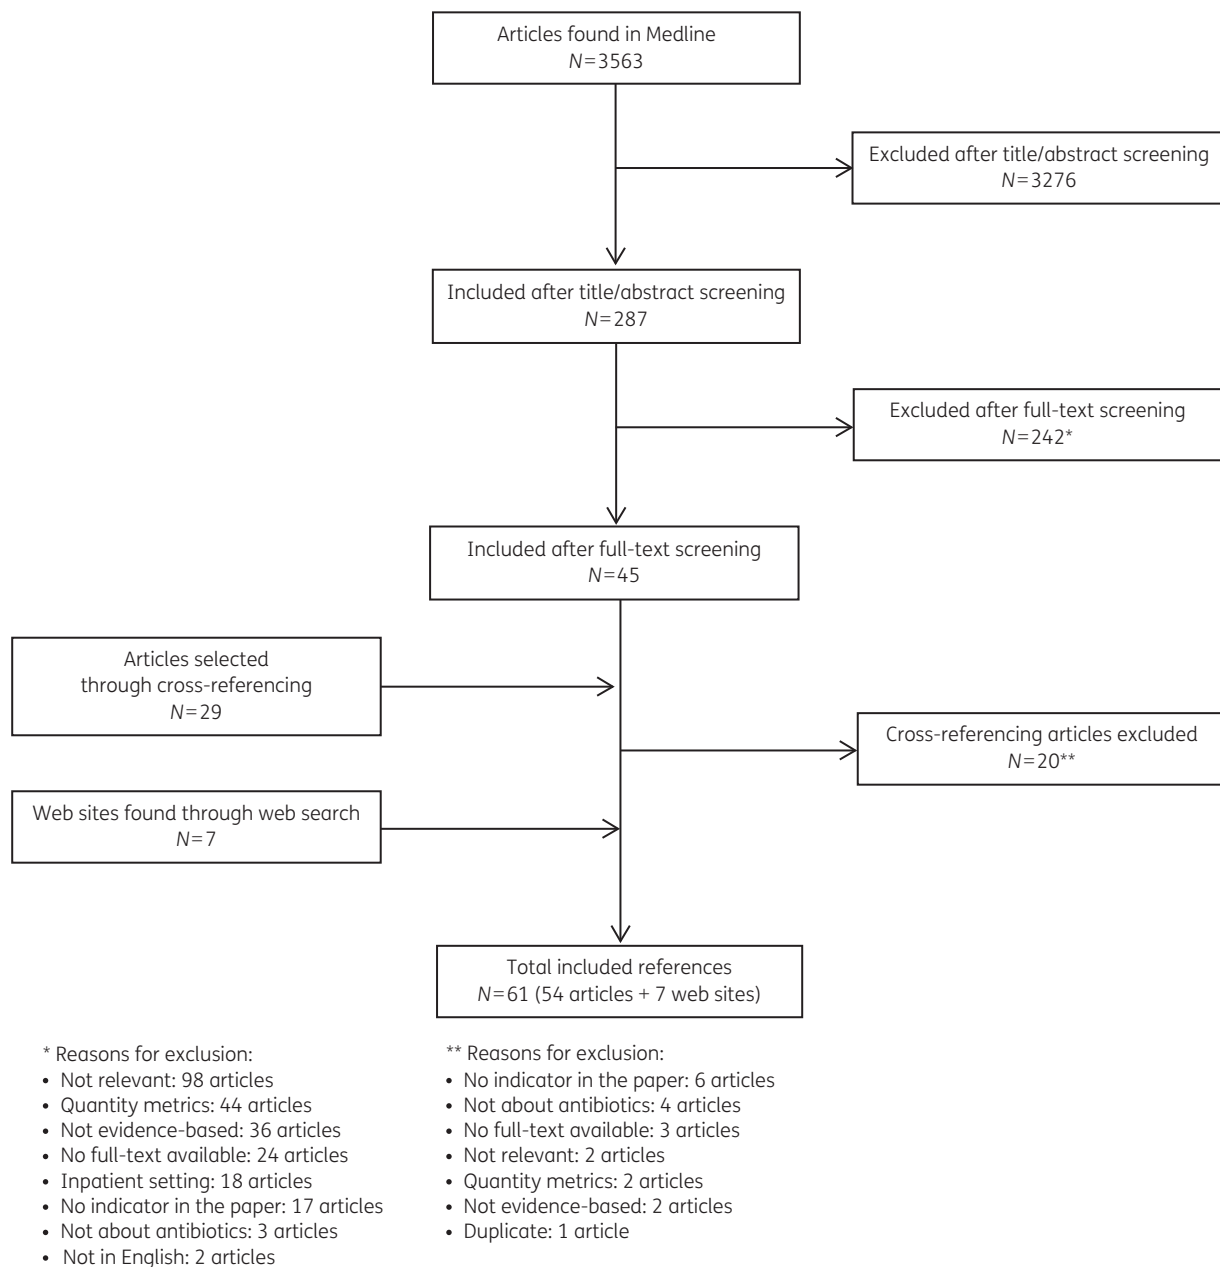 Articles found in Medline
N=3563
Excluded after title/abstract screening
N=3276
Included after title/abstract screening
N=287
Excluded after full-text screening
N=242*
Included after full-text screening
N=45
Articles selected
through cross-referencing
N=29
Cross-referencing articles excluded
N=20**
Web sites found through web search
N=7
Total included references
N=61 (54 articles + 7 web sites)
* Reasons for exclusion:
• Not relevant: 98 articles
• Quantity metrics: 44 articles
• Not evidence-based: 36 articles
• No full-text available: 24 articles
• Inpatient setting: 18 articles
• No indicator in the paper: 17 articles
• Not about antibiotics: 3 articles
• Not in English: 2 articles
** Reasons for exclusion:
• No indicator in the paper: 6 articles
• Not about antibiotics: 4 articles
• No full-text available: 3 articles
• Not relevant: 2 articles
• Quantity metrics: 2 articles
• Not evidence-based: 2 articles
• Duplicate: 1 article